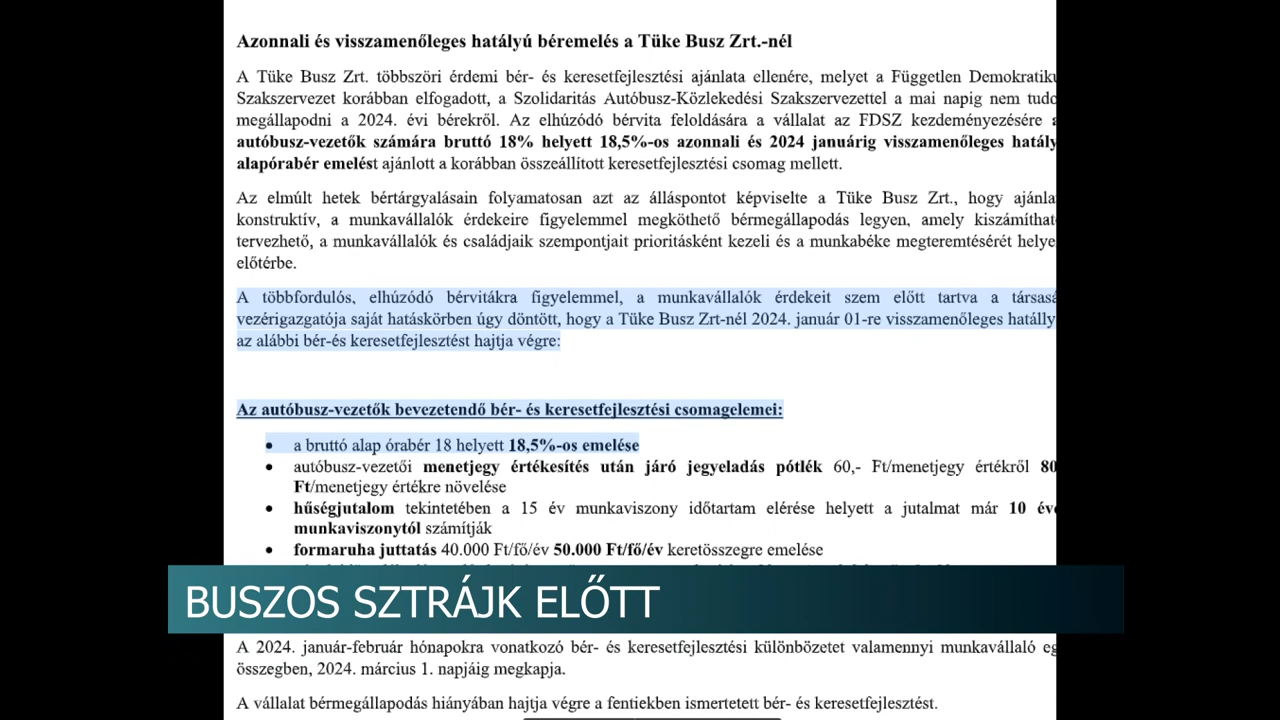 Azonnali és visszamenőleges hatályú béremelés a Tüke Busz Zrt.-nél
A Tüke Busz Zrt. többszöri érdemi bér- és keresetfejlesztési ajánlata ellenére, melyet a Független Demokratiku
Szakszervezet korábban elfogadott, a Szolidaritás Autóbusz-Közlekedési Szakszervezettel a mai napig nem tudo
megállapodni a 2024. évi bérekről. Az elhúzódó bérvita feloldására a vállalat az FDSZ kezdeményezésére a
autóbusz-vezetők számára bruttó 18% helyett 18,5%-os azonnali és 2024 januárig visszamenőleges hatály
alapórabér emelést ajánlott a korábban összeállított keresetfejlesztési csomag mellett.
Az elmúlt hetek bértárgyalásain folyamatosan azt az álláspontot képviselte a Tüke Busz Zrt., hogy ajánla
konstruktív, a munkavállalók érdekeire figyelemmel megköthető bérmegállapodás legyen, amely kiszámíthat
tervezhető, a munkavállalók és családjaik szempontjait prioritásként kezeli és a munkabéke megteremtésérét helye
előtérbe.
A többfordulós, elhúzódó bérvitákra figyelemmel, a munkavállalók érdekeit szem előtt tartva a társasá
vezérigazgatója saját hatáskörben úgy döntött, hogy a Tüke Busz Zrt-nél 2024. január 01-re visszamenőleges hatálly
az alábbi bér-és keresetfejlesztést hajtja végre:
Az autóbusz-vezetők bevezetendő bér- és keresetfejlesztési csomagelemei:
• a bruttó alap órabér 18 helyett 18,5%-os emelése
• autóbusz-vezetői menetjegy értékesítés után járó jegyeladás pótlék 60,- Ft/menetjegy értékről 80
Ft/menetjegy értékre növelése
• hűségjutalom tekintetében a 15 év munkaviszony időtartam elérése helyett a jutalmat már 10 éve
munkaviszonytól számítják
• formaruha juttatás 40.000 Ft/fő/év 50.000 Ft/fő/év keretösszegre emelése
BUSZOS SZTRÁJK ELŐTT
A 2024. január-február hónapokra vonatkozó bér- és keresetfejlesztési különbözetet valamennyi munkavállaló eg
összegben, 2024. március 1. napjáig megkapja.
A vállalat bérmegállapodás hiányában hajtja végre a fentiekben ismertetett bér- és keresetfejlesztést.